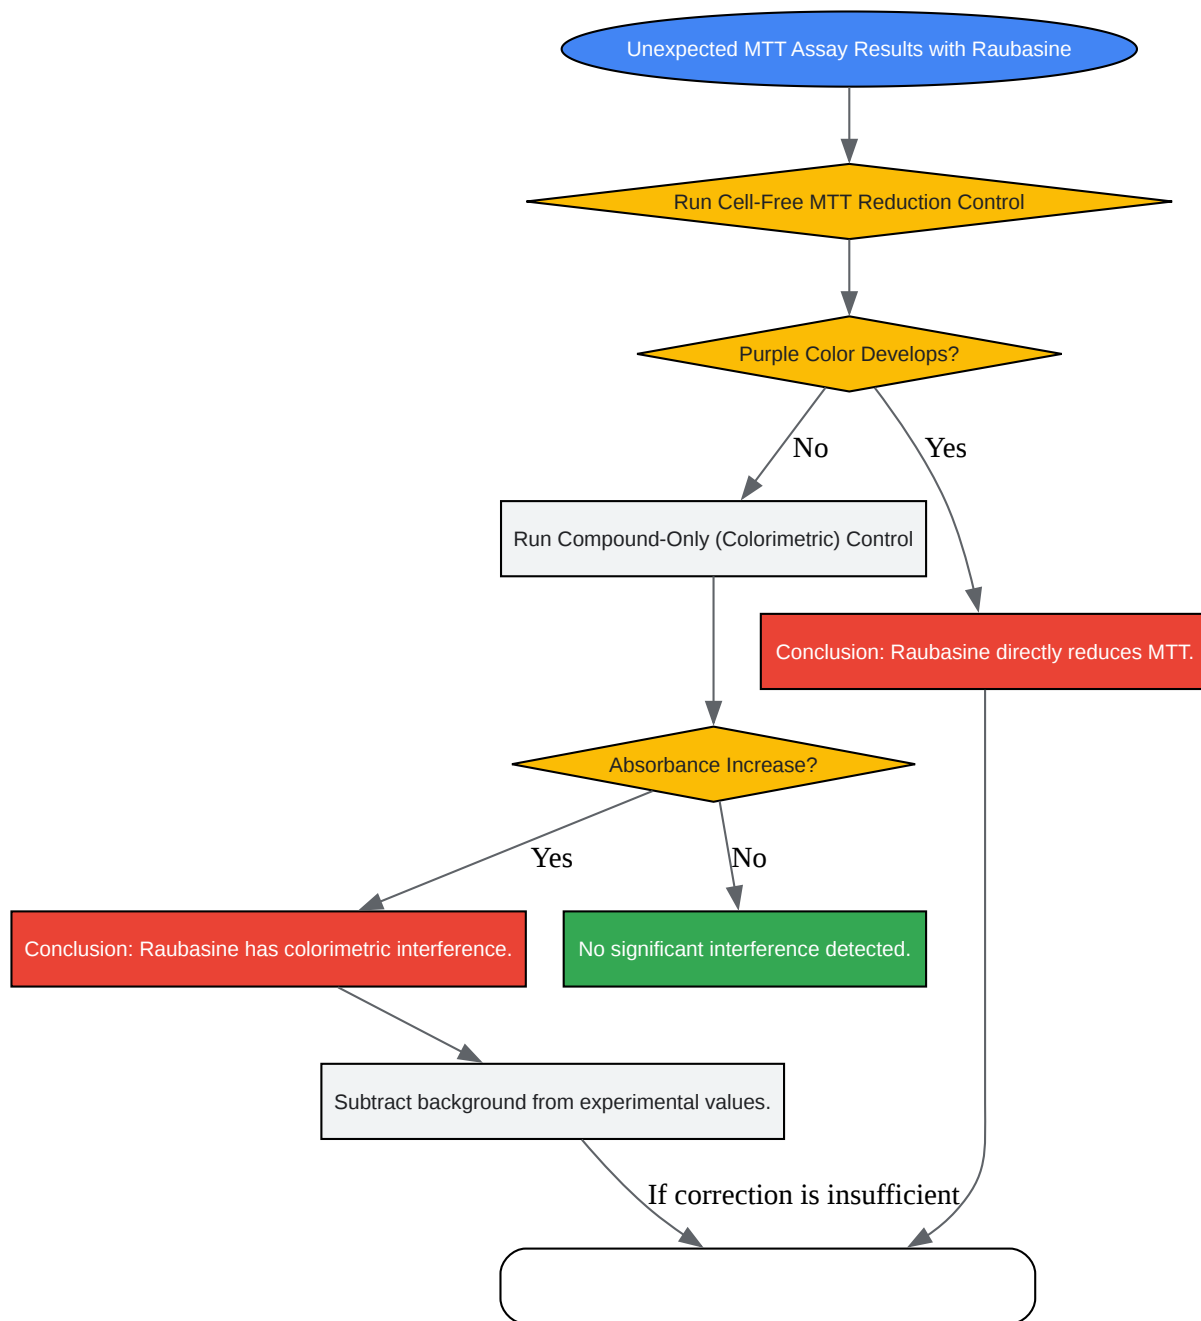 Unexpected MTT Assay Results with Raubasine
Run Cell-Free MTT Reduction Control
Purple Color Develops?
No
Yes
Run Compound-Only (Colorimetric) Control
Conclusion: Raubasine directly reduces MTT.
Absorbance Increase?
Yes
No
Conclusion: Raubasine has colorimetric interference.
No significant interference detected.
Subtract background from experimental values.
If correction is insufficient